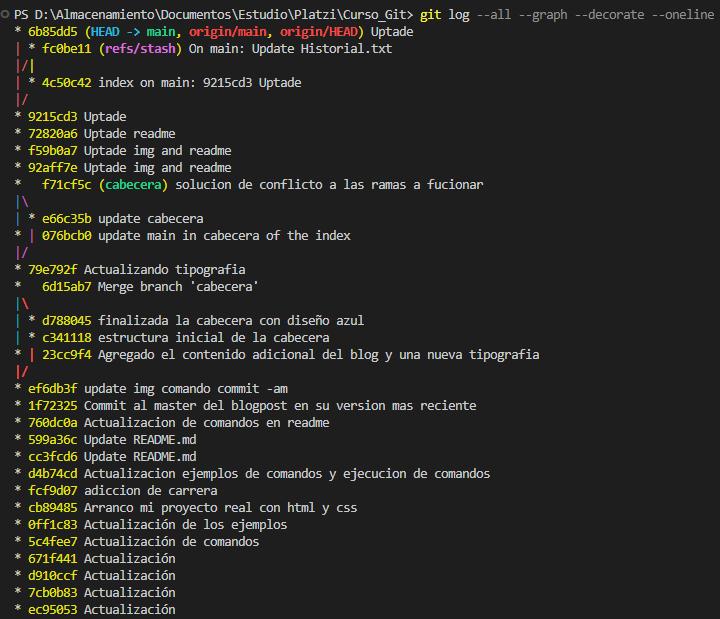 PS D:\Almacenamiento\Documentos\Estudio\Platzi\Curso_Git> git log --all --graph --decorate --oneline
* 6b85dd5 (HEAD -> main, origin/main, origin/HEAD) Uptade
| * fc0be11 (refs/stash) On main: Update Historial.txt
|/|
| * 4c50c42 index on main: 9215cd3 Uptade
|/
* 9215cd3 Uptade
* 72820a6 Uptade readme
* f59b0a7 Uptade img and readme
* 92aff7e Uptade img and readme
*   f71cf5c (cabecera) solucion de conflicto a las ramas a fucionar
|\
| * e66c35b update cabecera
* | 076bcb0 update main in cabecera of the index
|/
* 79e792f Actualizando tipografia
*   6d15ab7 Merge branch 'cabecera'
|\
| * d788045 finalizada la cabecera con diseño azul
| * c341118 estructura inicial de la cabecera
* | 23cc9f4 Agregado el contenido adicional del blog y una nueva tipografia
|/
* ef6db3f update img comando commit -am
* 1f72325 Commit al master del blogpost en su version mas reciente
* 760dc0a Actualizacion de comandos en readme
* 599a36c Update README.md
* cc3fcd6 Update README.md
* d4b74cd Actualizacion ejemplos de comandos y ejecucion de comandos
* fcf9d07 adiccion de carrera
* cb89485 Arranco mi proyecto real con html y css
* 0ff1c83 Actualización de los ejemplos
* 5c4fee7 Actualización de comandos
* 671f441 Actualización
* d910ccf Actualización
* 7cb0b83 Actualización
* ec95053 Actualización